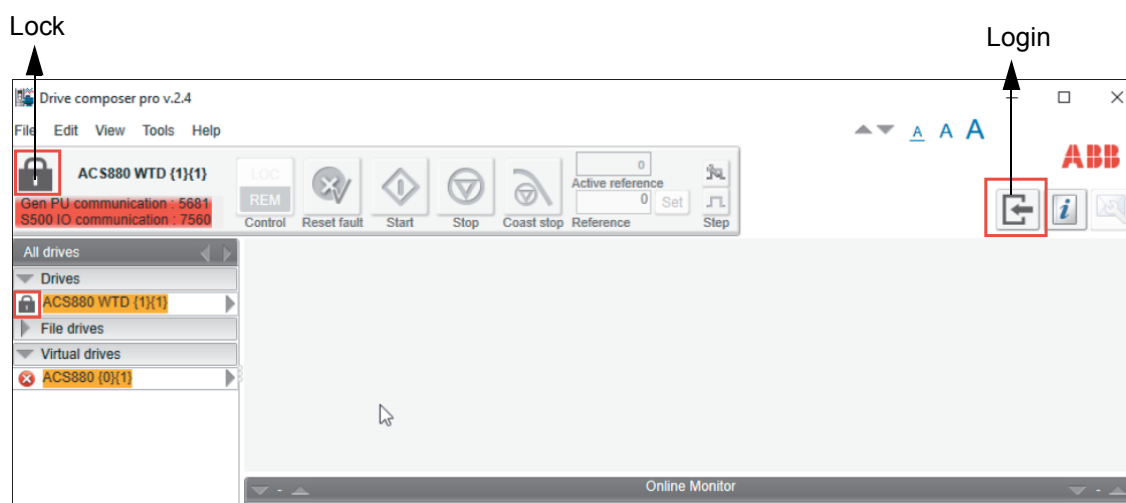 Lock
Login
Drive composer pro v.2.4
File Edit View Tools Help
A A A
ABB
ACS880 WTD {1}{1}
Gen PU communication : 5681
S500 IO communication : 7560
LOC
REM
Control
Reset fault
Start
Stop
Coast stop
0
Active reference
0 Set
Reference
Step
i
All drives
Drives
ACS880 WTD {1}{1}
File drives
Virtual drives
ACS880 {0}{1}
- Online Monitor -